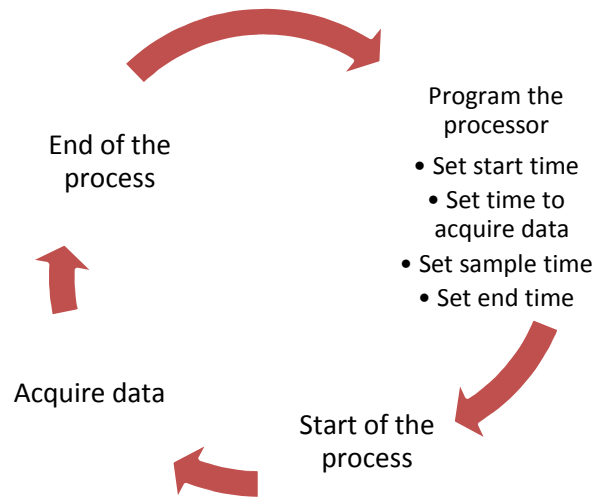 Program the
processor
• Set start time
• Set time to
acquire data
• Set sample time
• Set end time
Start of the
process
Acquire data
End of the
process